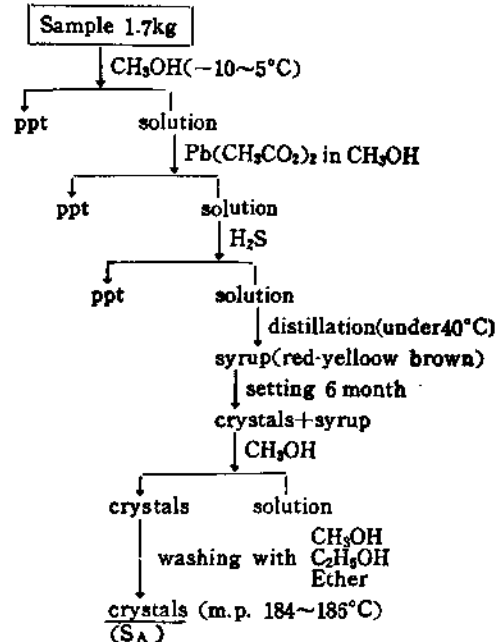 Sample 1.7kg
CH₃OH(−10~5°C)
ppt solution
Pb(CH₃CO₂)₂ in CH₃OH
ppt solution
H₂S
ppt solution
distillation(under40°C)
syrup(red-yelloow brown)
setting 6 month
crystals+syrup
CH₃OH
crystals solution
CH₃OH
washing with C₂H₅OH
Ether
crystals (m.p. 184~186°C)
(S_A)